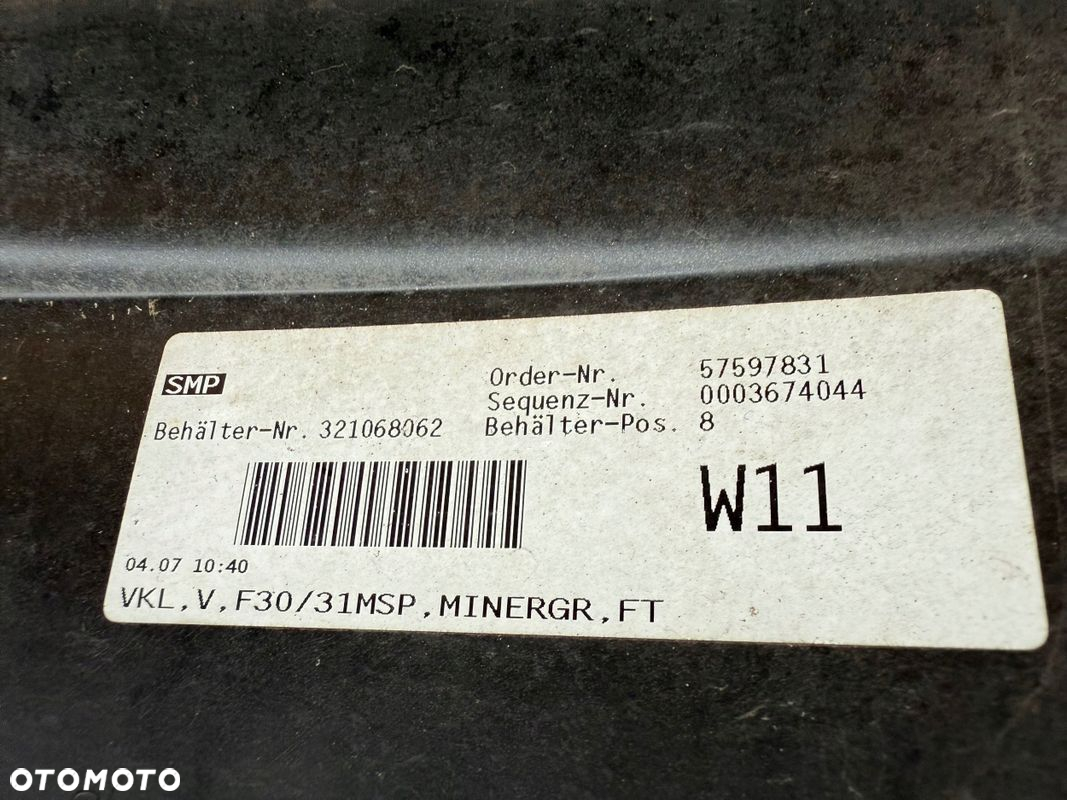 SMP
Order-Nr. 57597831
Sequenz-Nr. 0003674044
Behälter-Nr. 321068062 Behälter-Pos. 8
W11
04.07 10:40
VKL,V,F30/31MSP,MINERGR,FT
OTOMOTO